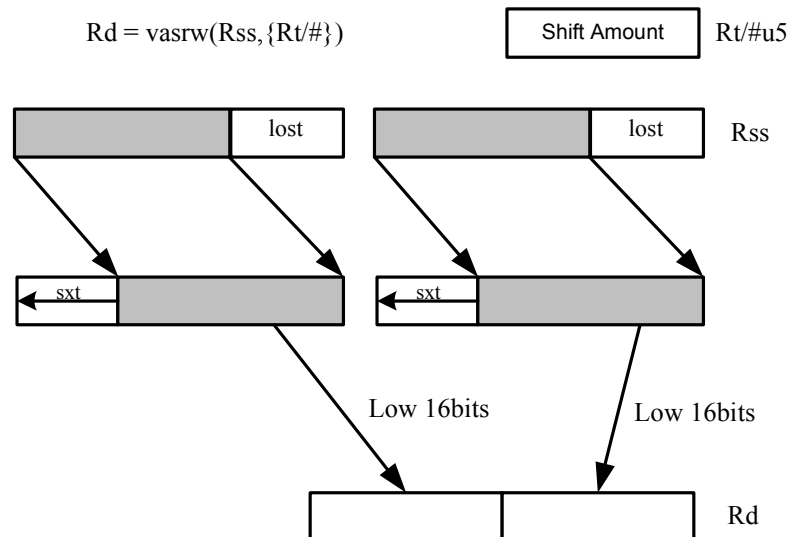 Rd = vasrw(Rss,{Rt/#})
Shift Amount
Rt/#u5
lost
lost
Rss
sxt
sxt
Low 16bits
Low 16bits
Rd